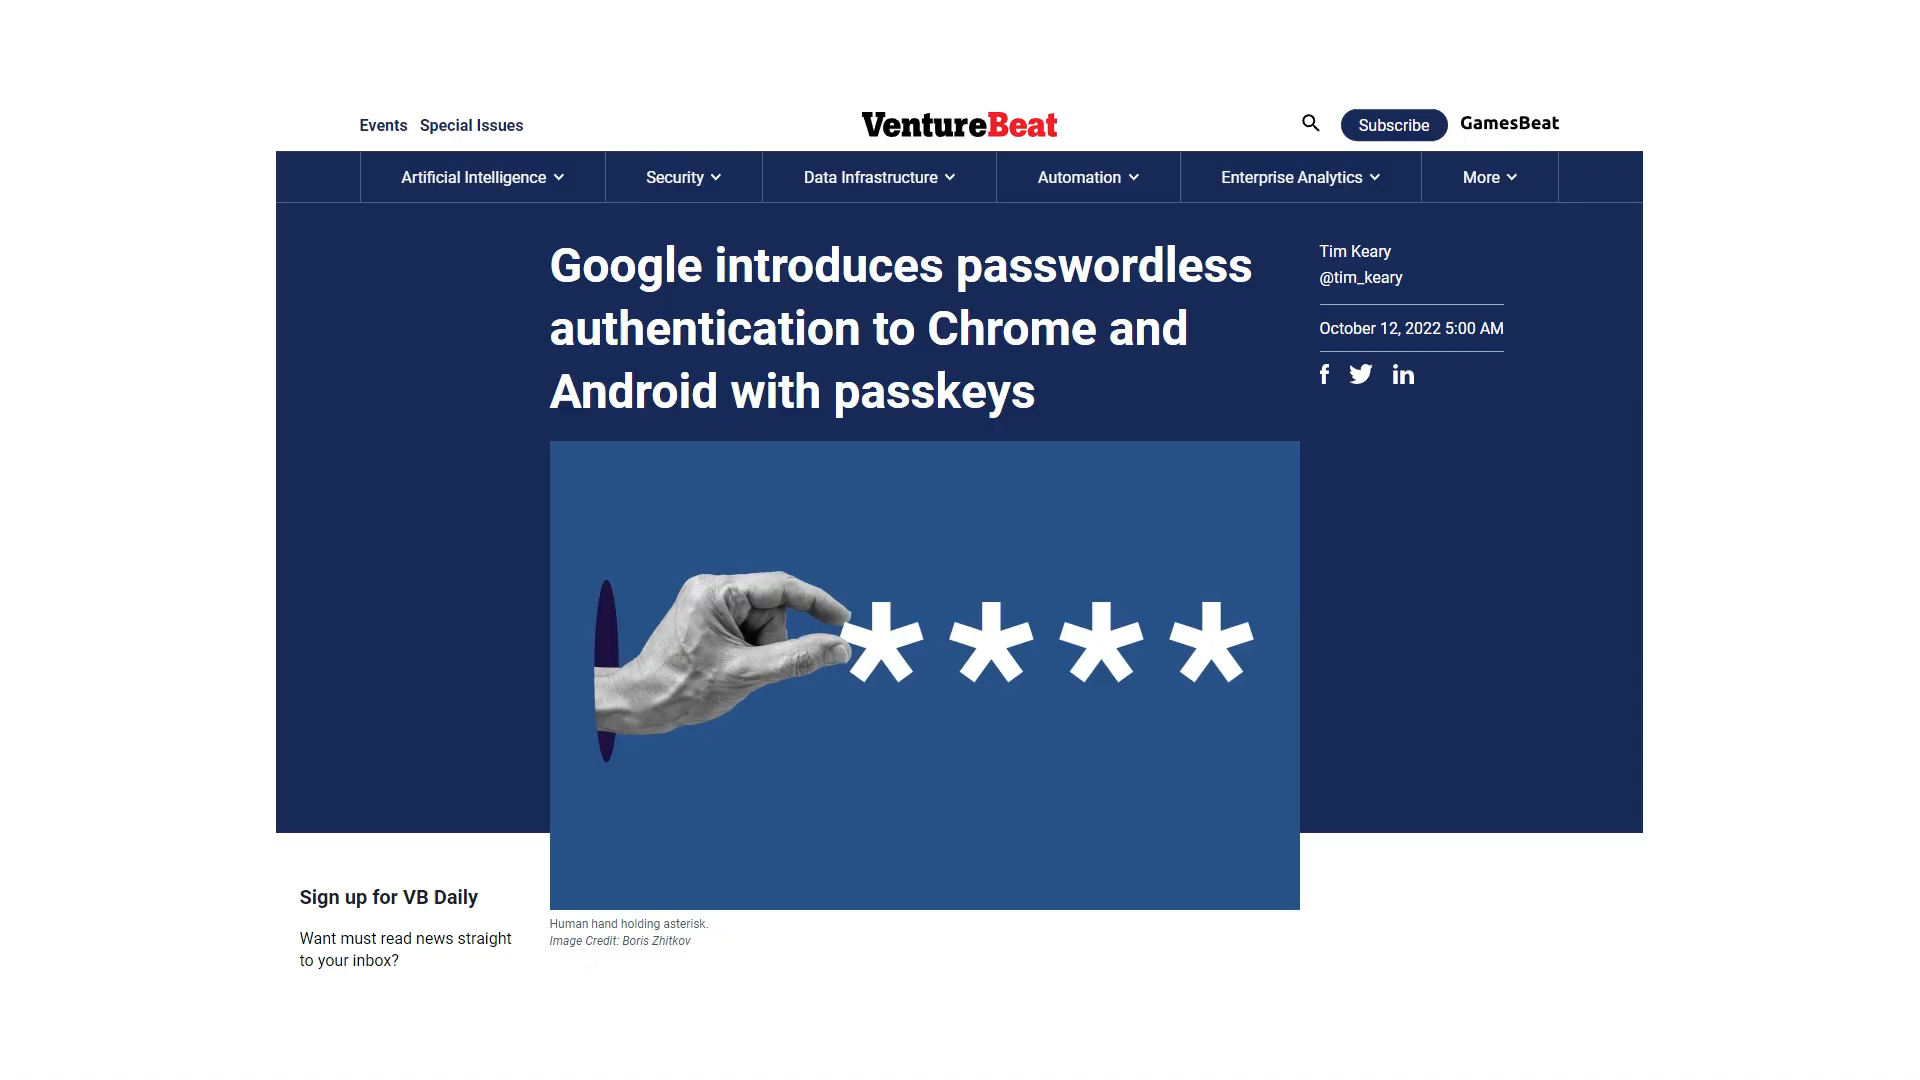 Events Special Issues
VentureBeat
Subscribe
GamesBeat
Artificial Intelligence
Security
Data Infrastructure
Automation
Enterprise Analytics
More
Google introduces passwordless
authentication to Chrome and
Android with passkeys
Tim Keary
@tim_keary
October 12, 2022 5:00 AM
f
in
* * * *
Human hand holding asterisk.
Image Credit: Boris Zhitkov
Sign up for VB Daily
Want must read news straight
to your inbox?